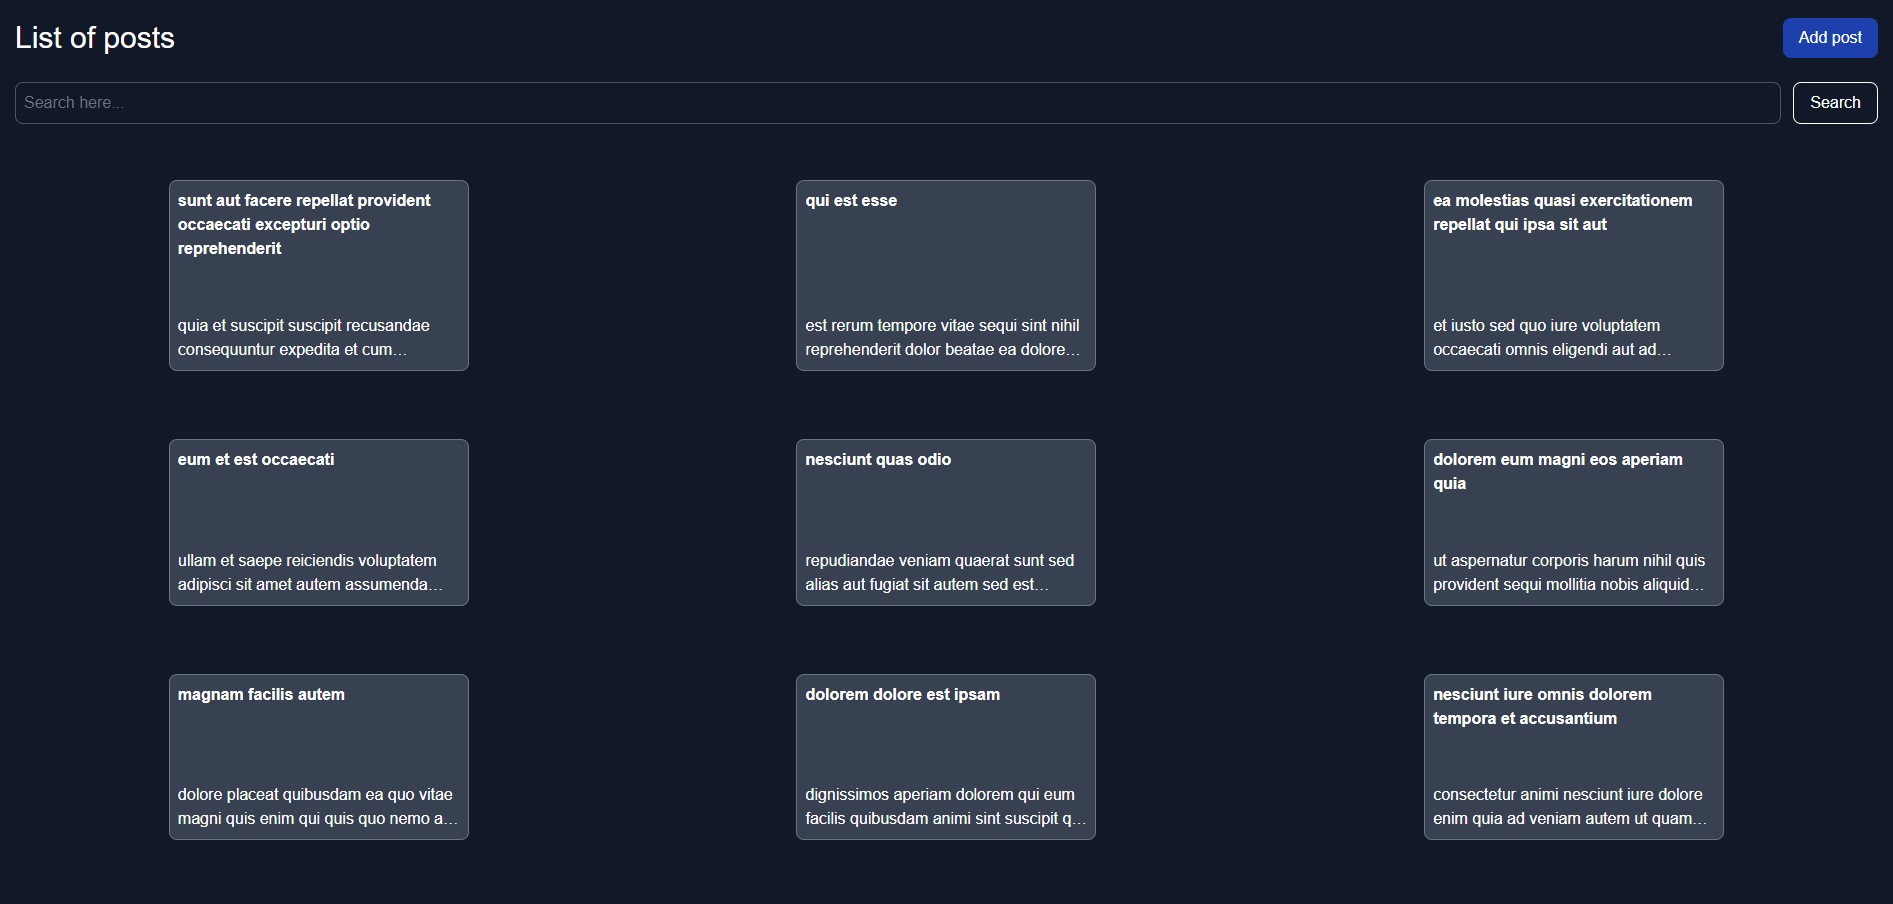 List of posts
Add post
Search here...
Search
sunt aut facere repellat provident
occaecati excepturi optio
reprehenderit
quia et suscipit suscipit recusandae
consequuntur expedita et cum…
qui est esse
est rerum tempore vitae sequi sint nihil
reprehenderit dolor beatae ea dolore…
ea molestias quasi exercitationem
repellat qui ipsa sit aut
et iusto sed quo iure voluptatem
occaecati omnis eligendi aut ad…
eum et est occaecati
ullam et saepe reiciendis voluptatem
adipisci sit amet autem assumenda…
nesciunt quas odio
repudiandae veniam quaerat sunt sed
alias aut fugiat sit autem sed est…
dolorem eum magni eos aperiam
quia
ut aspernatur corporis harum nihil quis
provident sequi mollitia nobis aliquid…
magnam facilis autem
dolore placeat quibusdam ea quo vitae
magni quis enim qui quis quo nemo a…
dolorem dolore est ipsam
dignissimos aperiam dolorem qui eum
facilis quibusdam animi sint suscipit q…
nesciunt iure omnis dolorem
tempora et accusantium
consectetur animi nesciunt iure dolore
enim quia ad veniam autem ut quam…